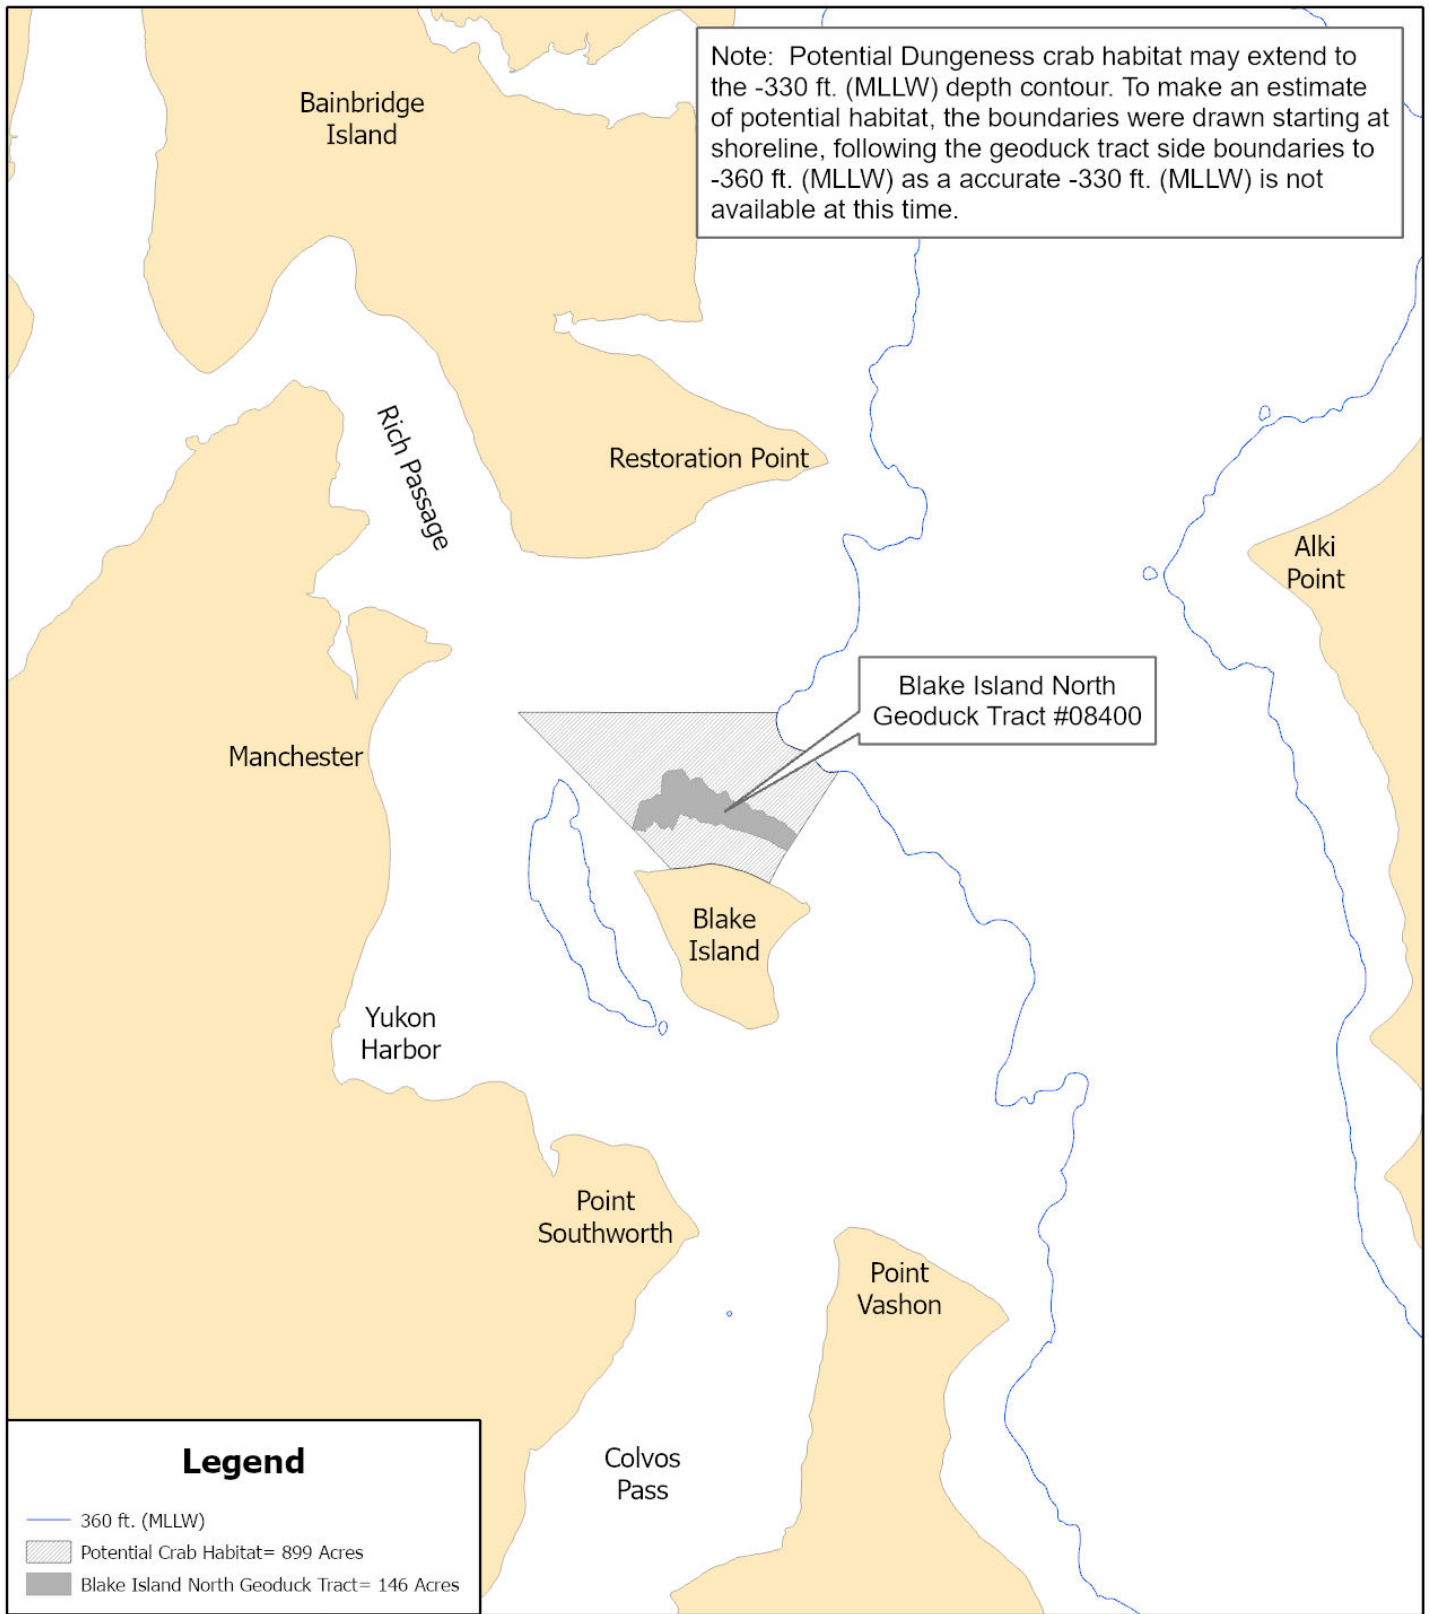 Note: Potential Dungeness crab habitat may extend to
the -330 ft. (MLLW) depth contour. To make an estimate
of potential habitat, the boundaries were drawn starting at
shoreline, following the geoduck tract side boundaries to
-360 ft. (MLLW) as a accurate -330 ft. (MLLW) is not
available at this time.
Bainbridge
Island
Rich Passage
Restoration Point
Alki
Point
Blake Island North
Geoduck Tract #08400
Manchester
Blake
Island
Yukon
Harbor
Point
Southworth
Point
Vashon
Colvos
Pass
Legend
360 ft. (MLLW)
Potential Crab Habitat= 899 Acres
Blake Island North Geoduck Tract= 146 Acres